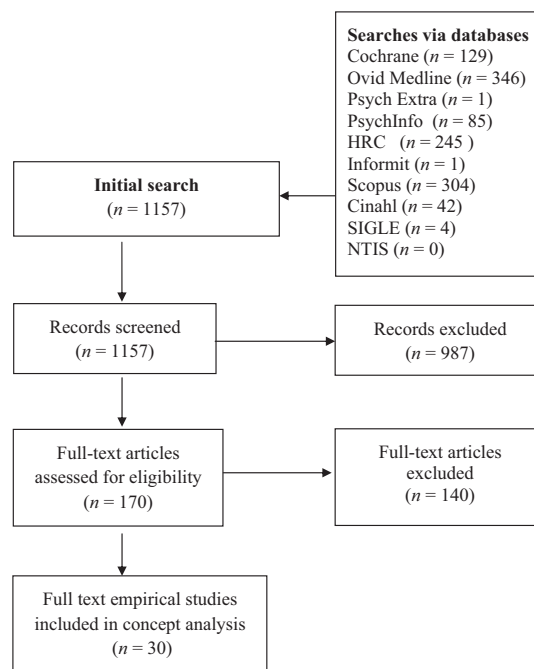 Searches via databases
Cochrane (n = 129)
Ovid Medline (n = 346)
Psych Extra (n = 1)
PsychInfo (n = 85)
HRC (n = 245 )
Informit (n = 1)
Scopus (n = 304)
Cinahl (n = 42)
SIGLE (n = 4)
NTIS (n = 0)
Initial search
(n = 1157)
Records screened
(n = 1157)
Records excluded
(n = 987)
Full-text articles
assessed for eligibility
(n = 170)
Full-text articles
excluded
(n = 140)
Full text empirical studies
included in concept analysis
(n = 30)